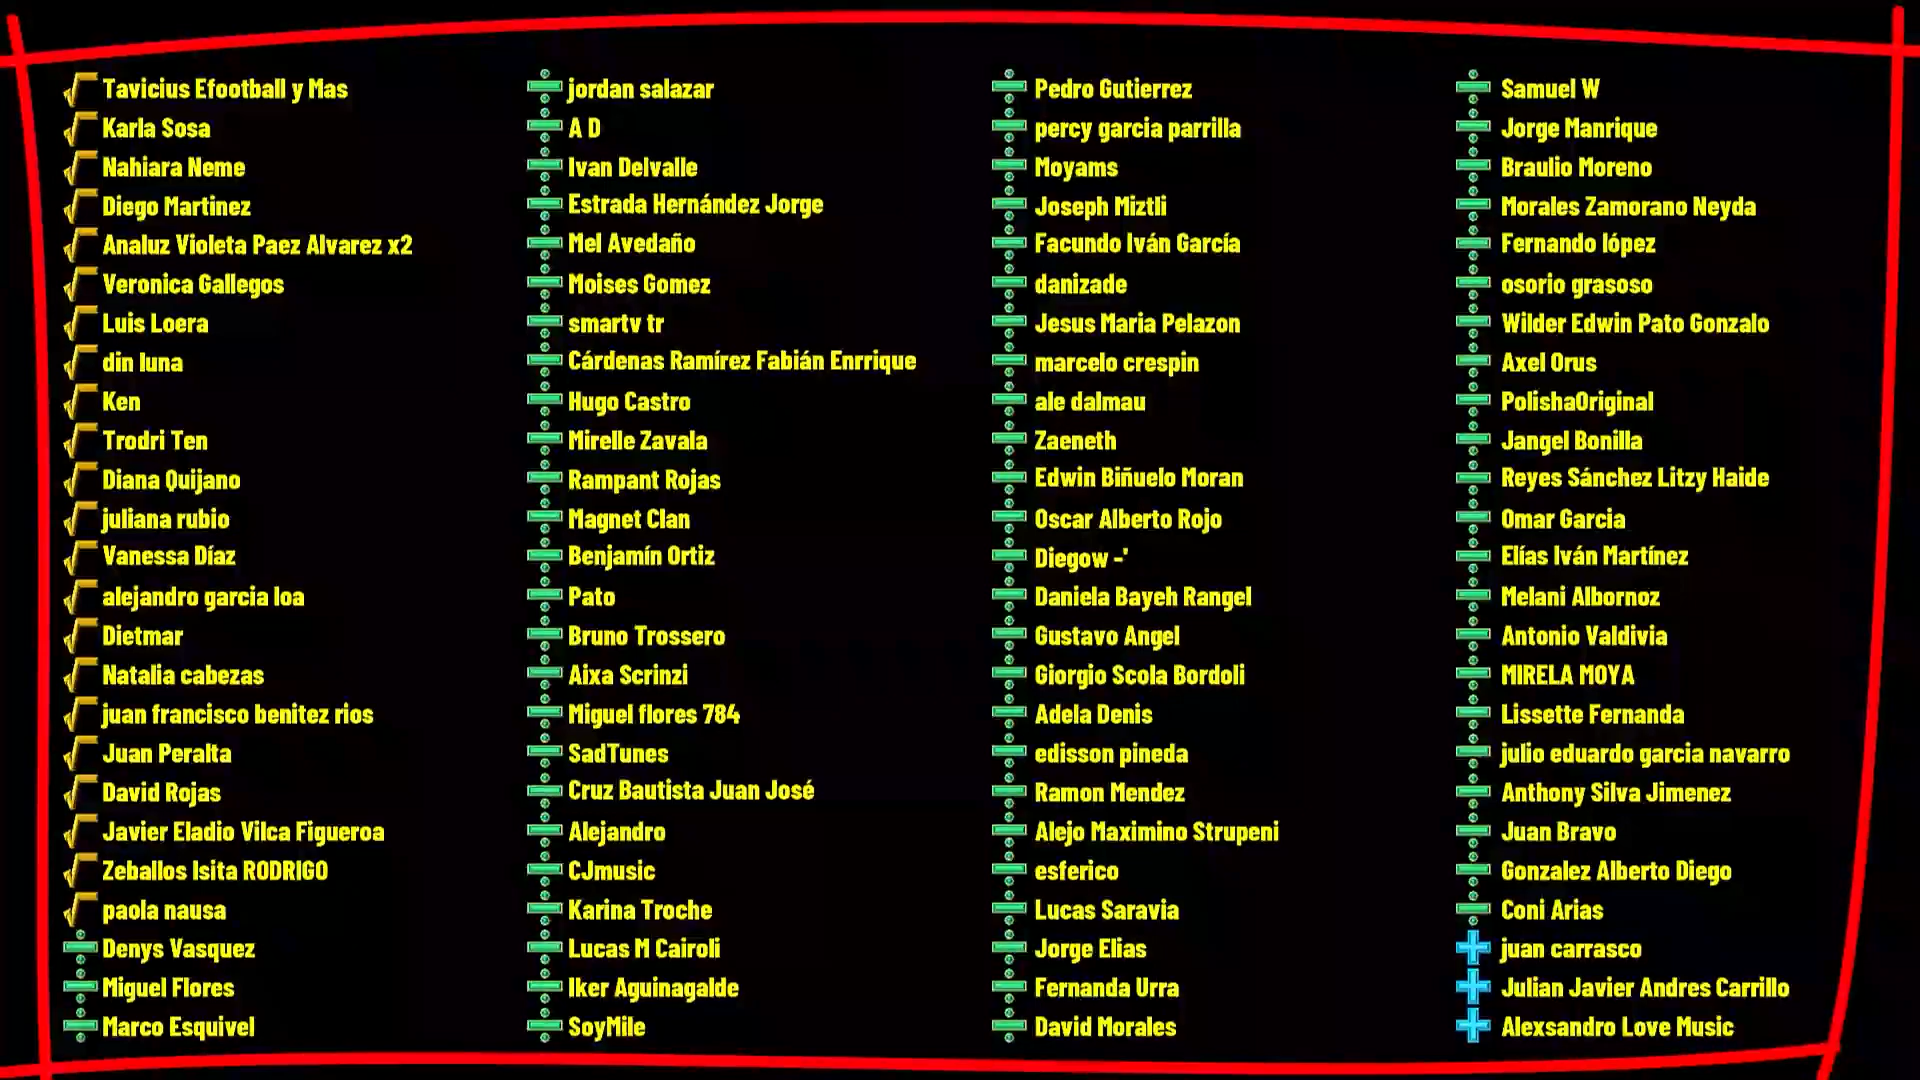 Tavicius Efootball y Mas
Karla Sosa
Nahiara Neme
Diego Martinez
Analuz Violeta Paez Alvarez x2
Veronica Gallegos
Luis Loera
din luna
Ken
Trodri Ten
Diana Quijano
juliana rubio
Vanessa Díaz
alejandro garcia loa
Dietmar
Natalia cabezas
juan francisco benitez rios
Juan Peralta
David Rojas
Javier Eladio Vilca Figueroa
Zeballos Isita RODRIGO
paola nausa
Denys Vasquez
Miguel Flores
Marco Esquivel
jordan salazar
A D
Ivan Delvalle
Estrada Hernández Jorge
Mel Avedaño
Moises Gomez
smartv tr
Cárdenas Ramírez Fabián Enrrique
Hugo Castro
Mirelle Zavala
Rampant Rojas
Magnet Clan
Benjamín Ortiz
Pato
Bruno Trossero
Aixa Scrinzi
Miguel flores 784
SadTunes
Cruz Bautista Juan José
Alejandro
CJmusic
Karina Troche
Lucas M Cairoli
Iker Aguinagalde
SoyMile
Pedro Gutierrez
percy garcia parrilla
Moyams
Joseph Miztli
Facundo Iván García
danizade
Jesus Maria Pelazon
marcelo crespin
ale dalmau
Zaeneth
Edwin Biñuelo Moran
Oscar Alberto Rojo
Diegow -'
Daniela Bayeh Rangel
Gustavo Angel
Giorgio Scola Bordoli
Adela Denis
edisson pineda
Ramon Mendez
Alejo Maximino Strupeni
esferico
Lucas Saravia
Jorge Elias
Fernanda Urra
David Morales
Samuel W
Jorge Manrique
Braulio Moreno
Morales Zamorano Neyda
Fernando lópez
osorio grasoso
Wilder Edwin Pato Gonzalo
Axel Orus
PolishaOriginal
Jangel Bonilla
Reyes Sánchez Litzy Haide
Omar Garcia
Elías Iván Martínez
Melani Albornoz
Antonio Valdivia
MIRELA MOYA
Lissette Fernanda
julio eduardo garcia navarro
Anthony Silva Jimenez
Juan Bravo
Gonzalez Alberto Diego
Coni Arias
juan carrasco
Julian Javier Andres Carrillo
Alexsandro Love Music